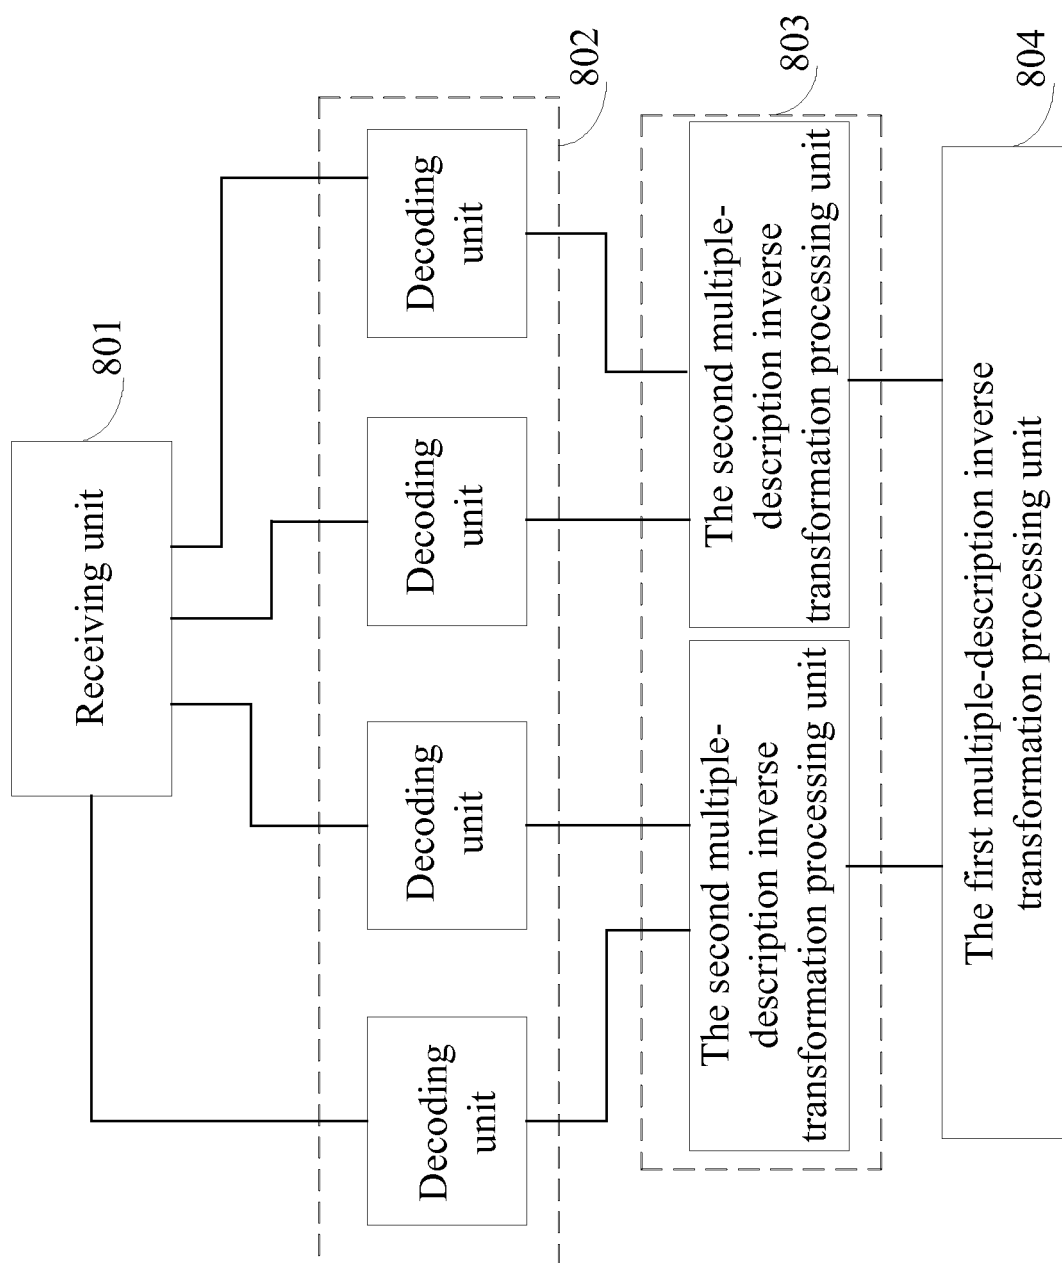 801
Receiving unit
802
Decoding
unit
Decoding
unit
Decoding
unit
Decoding
unit
803
The second multiple-
description inverse
transformation processing unit
The second multiple-
description inverse
transformation processing unit
804
The first multiple-description inverse
transformation processing unit